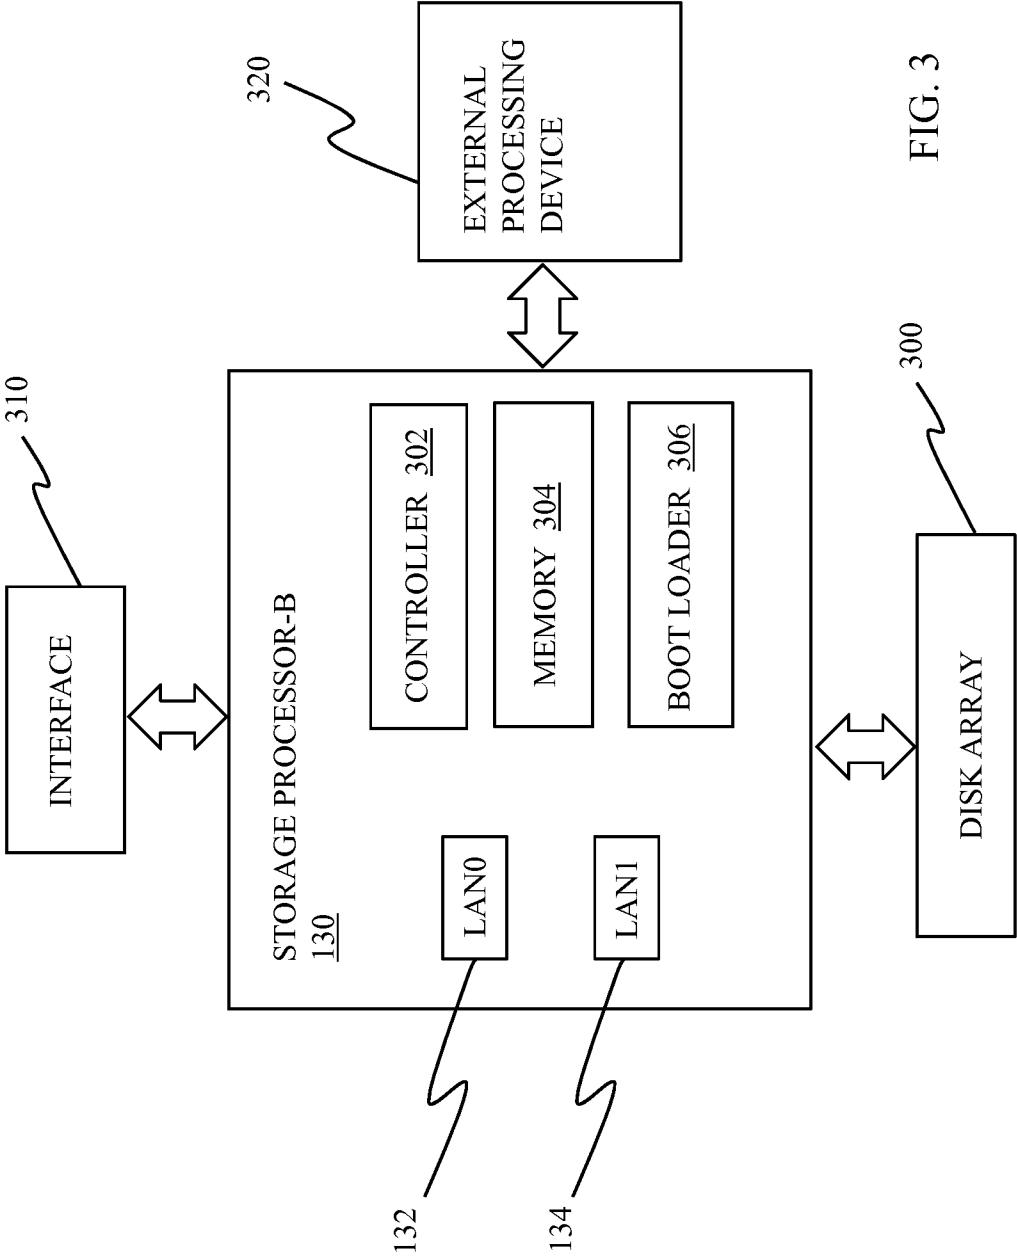 310
INTERFACE
STORAGE PROCESSOR-B
130
LAN0
LAN1
132
134
CONTROLLER 302
MEMORY 304
BOOT LOADER 306
320
EXTERNAL
PROCESSING
DEVICE
300
DISK ARRAY
FIG. 3